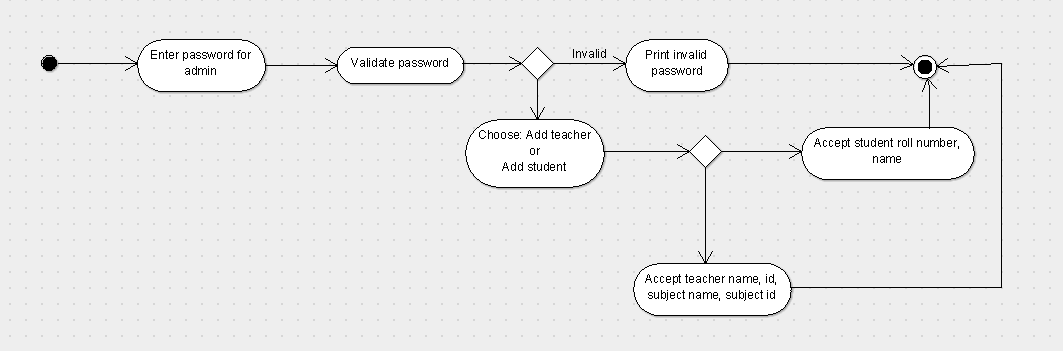 Enter password for
admin
Validate password
Invalid
Print invalid
password
Choose: Add teacher
or
Add student
Accept student roll number,
name
Accept teacher name, id,
subject name, subject id